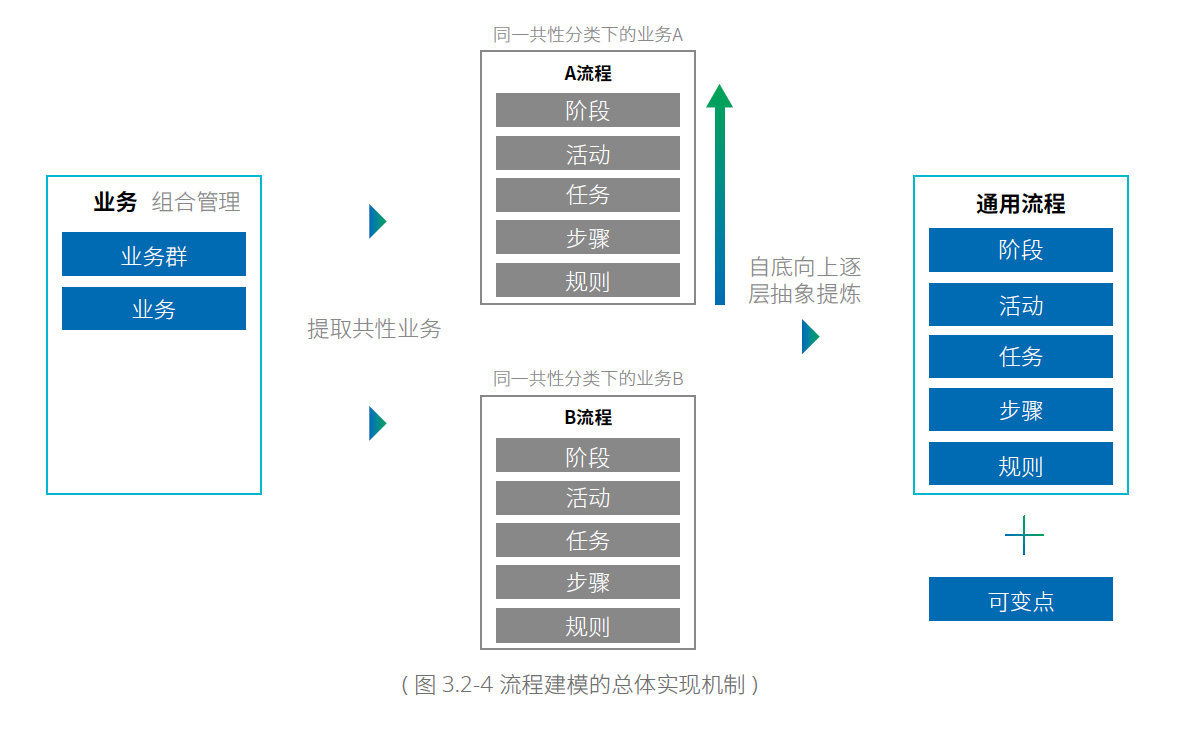 业务 组合管理
业务群
业务
提取共性业务
同一共性分类下的业务A
A流程
阶段
活动
任务
步骤
规则
同一共性分类下的业务B
B流程
阶段
活动
任务
步骤
规则
自底向上逐
层抽象提炼
通用流程
阶段
活动
任务
步骤
规则
可变点
（图 3.2-4 流程建模的总体实现机制）